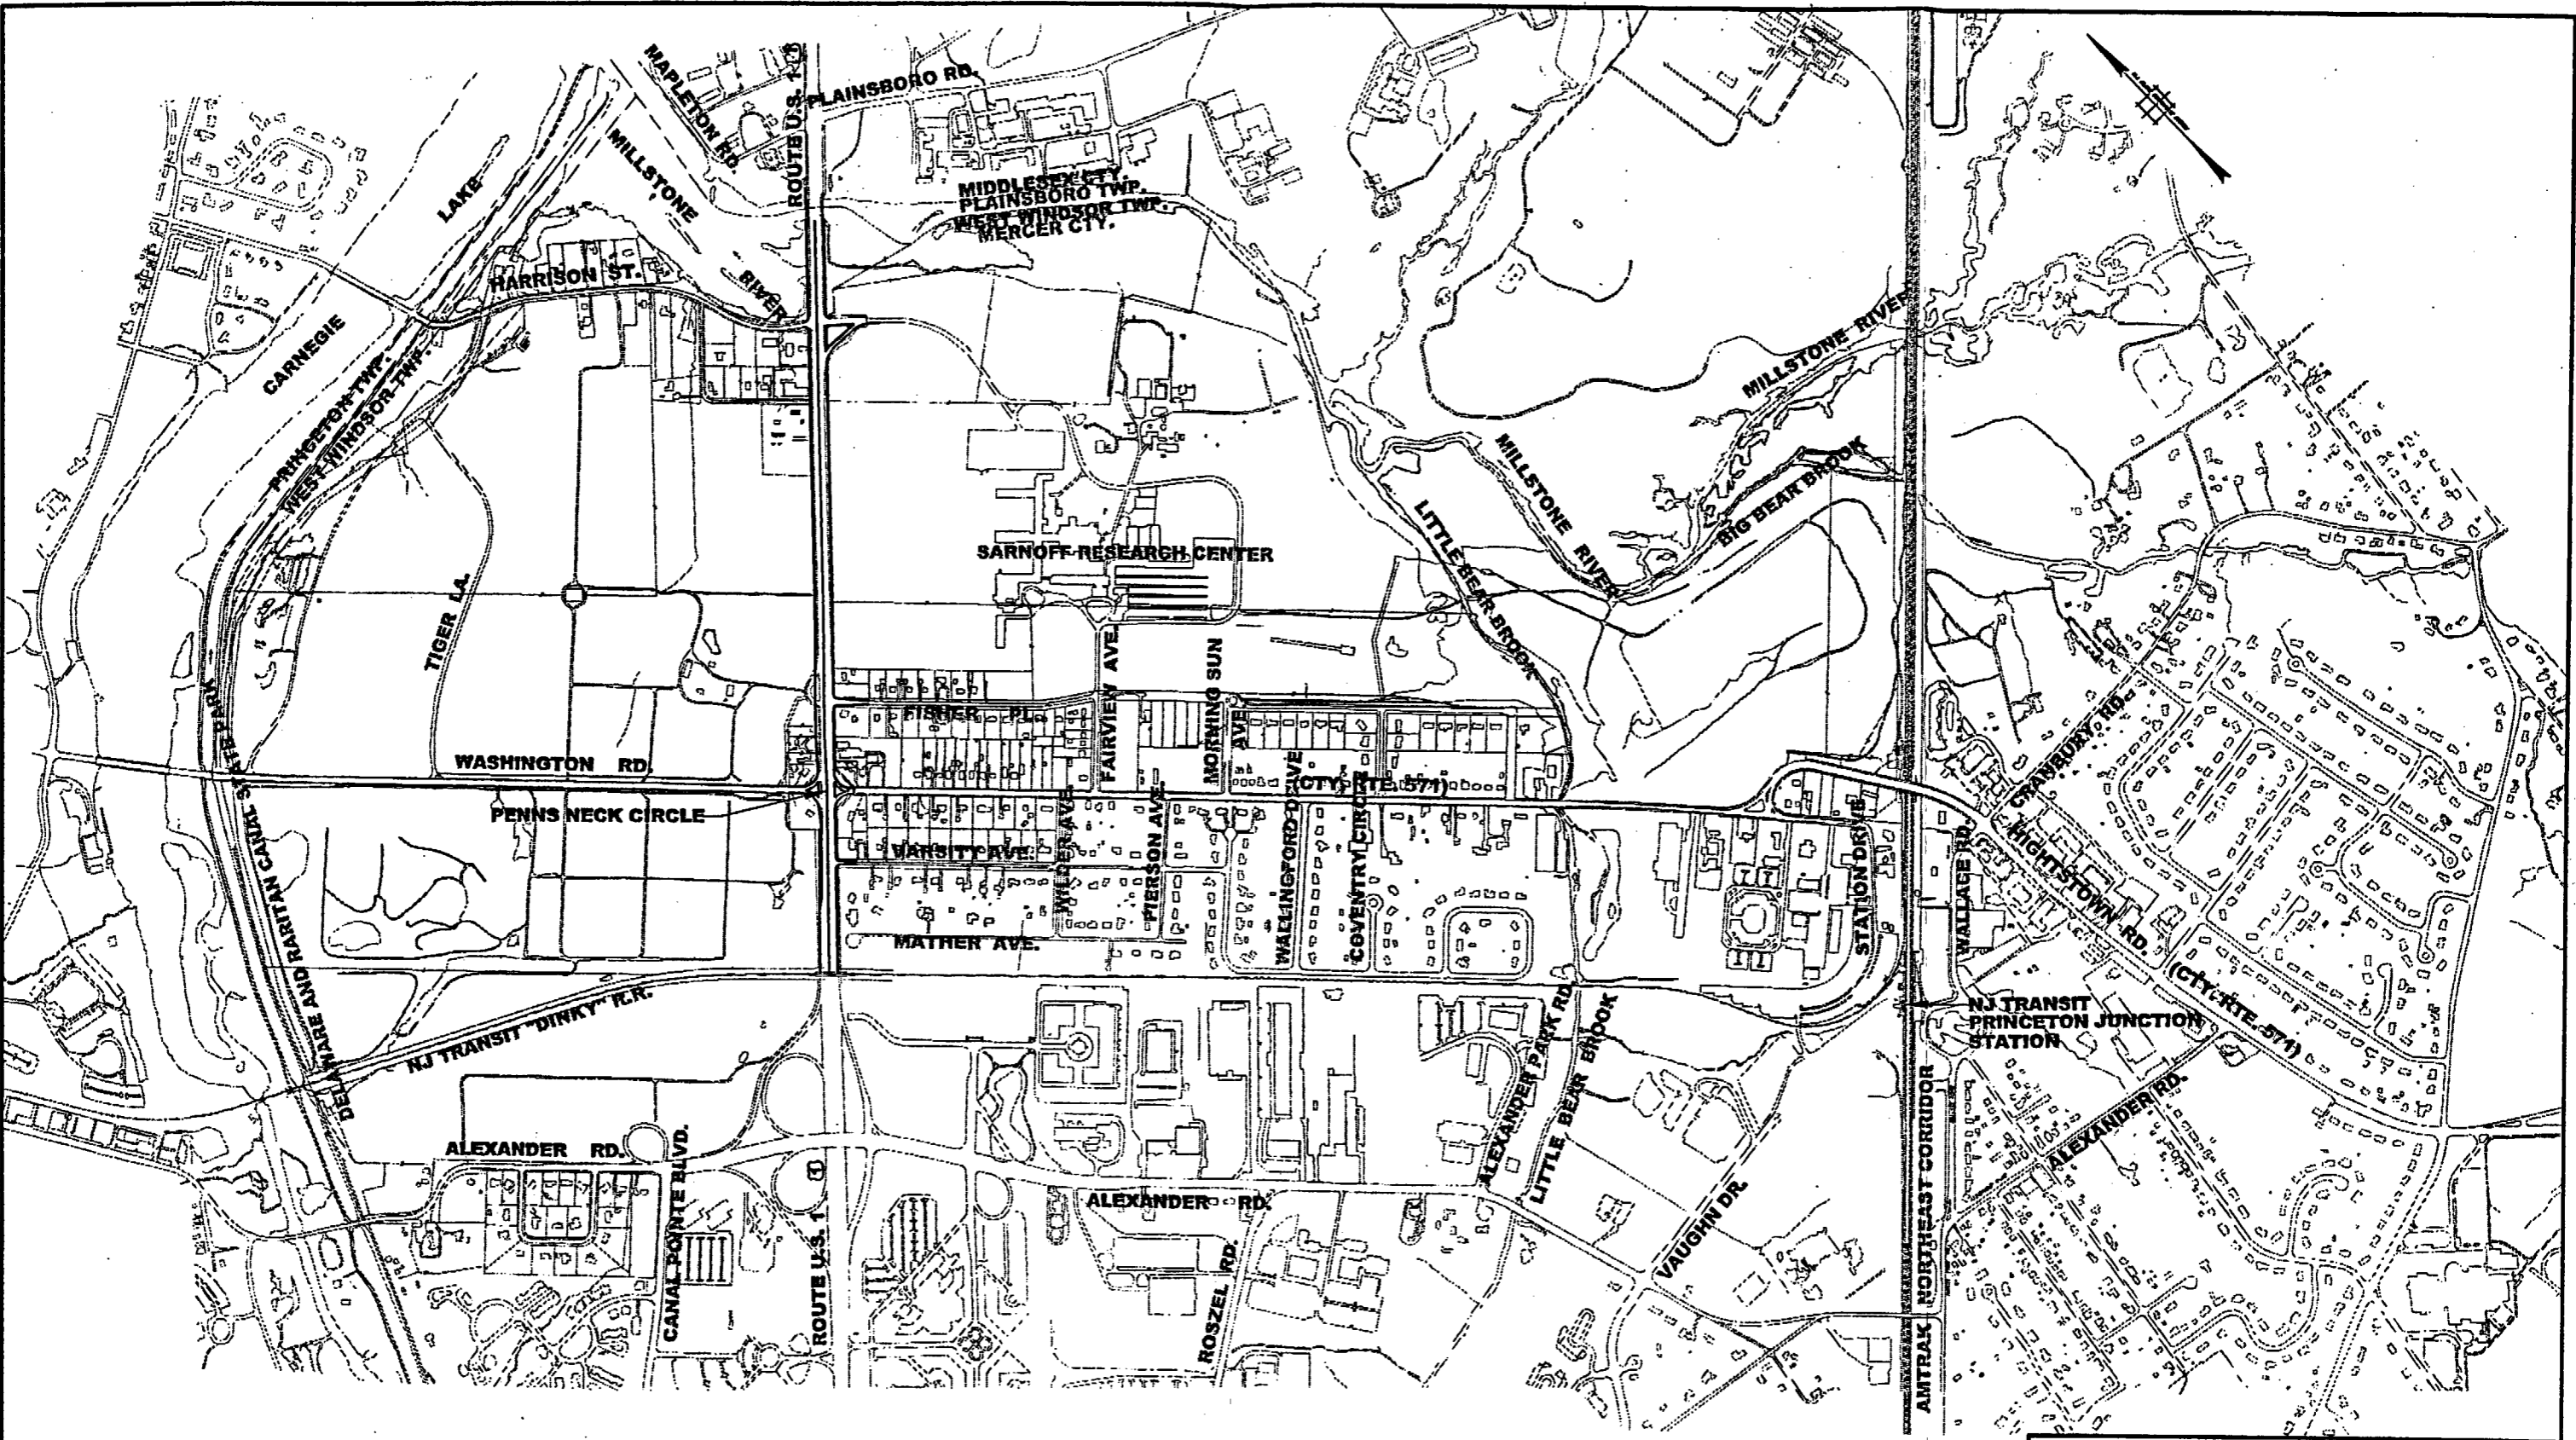 MAPLETON RD.
ROUTE U.S. 1
PLAINSBORO RD.
MILLSTONE
RIVER
LAKE
CARNEGIE
MIDDLESEX CTY.
PLAINSBORO TWP.
WEST WINDSOR TWP.
MERCER CTY.
HARRISON ST.
PRINCETON TWP.
WEST WINDSOR TWP.
MILLSTONE RIVER
MILLSTONE RIVER
BIG BEAR BROOK
LITTLE BEAR BROOK
SARNOFF RESEARCH CENTER
TIGER LA.
FAIRVIEW AVE.
MORNING SUN
AVE
FISHER PL.
WASHINGTON RD.
(CTY. RTE. 571)
PENNS NECK CIRCLE
CRANBURY RD.
HIGHTSTOWN RD.
(CTY. RTE. 571)
WILDER AVE.
PIERSON AVE.
WALLINGFORD DRIVE
COVENTRY CIRCLE
VARSITY AVE.
MATHER AVE.
STATION DRIVE
WALLACE RD.
DELAWARE AND RARITAN CANAL STATE PARK
NJ TRANSIT "DINKY" R.R.
NJ TRANSIT
PRINCETON JUNCTION
STATION
ALEXANDER PARK RD.
LITTLE BEAR BROOK
ALEXANDER RD.
CANAL POINTE BLVD.
ROUTE U.S. 1
1
ALEXANDER RD.
ROSZEL RD.
VAUGHN DR.
AMTRAK NORTHEAST CORRIDOR
ALEXANDER RD.